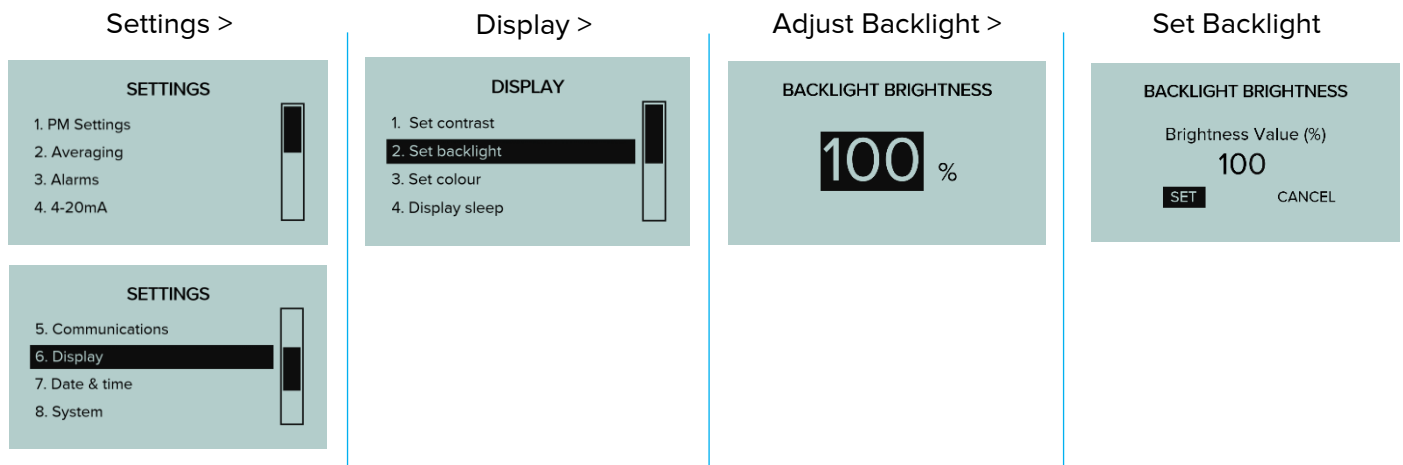 Settings >
SETTINGS
1. PM Settings
2. Averaging
3. Alarms
4. 4-20mA
SETTINGS
5. Communications
6. Display
7. Date & time
8. System
Display >
DISPLAY
1. Set contrast
2. Set backlight
3. Set colour
4. Display sleep
Adjust Backlight >
BACKLIGHT BRIGHTNESS
100 %
Set Backlight
BACKLIGHT BRIGHTNESS
Brightness Value (%)
100
SET CANCEL